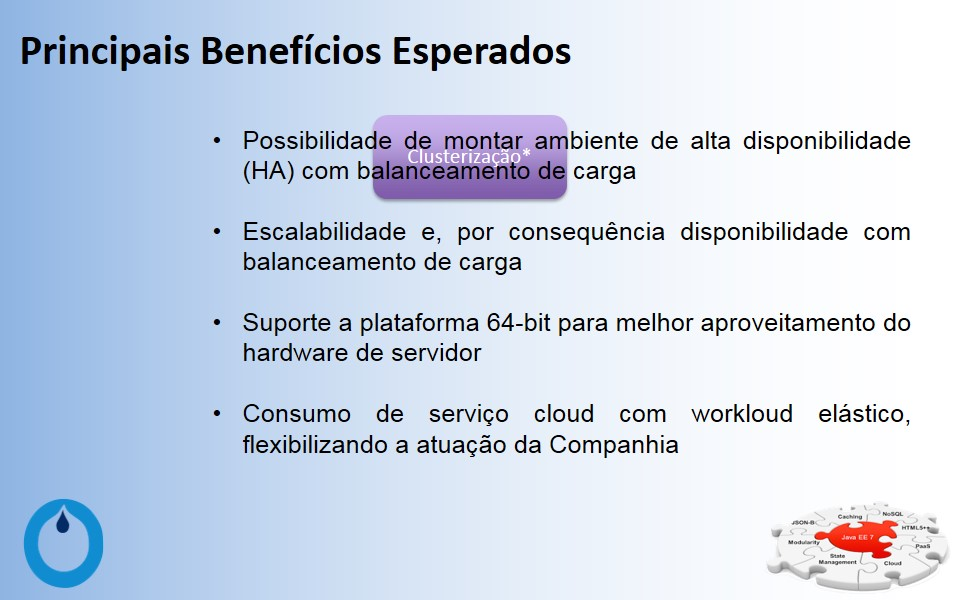 Principais Benefícios Esperados
• Possibilidade de montar ambiente de alta disponibilidade
Clusterização*
(HA) com balanceamento de carga
• Escalabilidade e, por consequência disponibilidade com
balanceamento de carga
• Suporte a plataforma 64-bit para melhor aproveitamento do
hardware de servidor
• Consumo de serviço cloud com workloud elástico,
flexibilizando a atuação da Companhia
Caching
NoSQL
JSON-B
HTML5++
Java EE 7
Modularity
PaaS
State
Management
Cloud